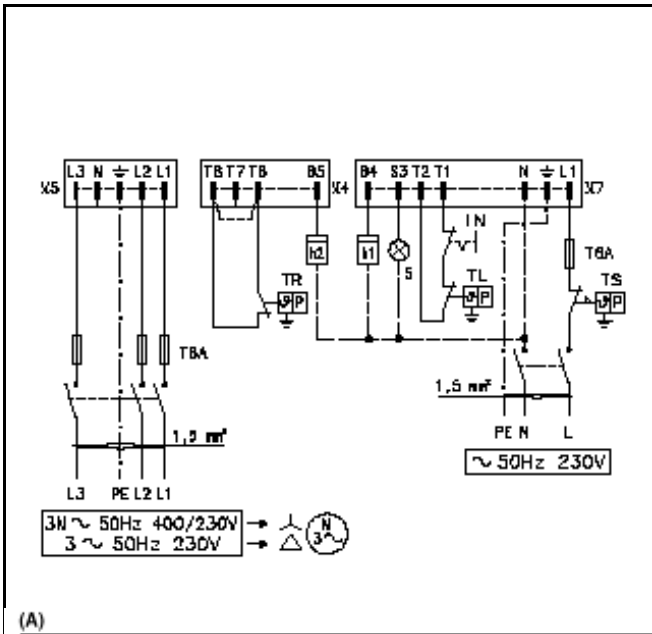 L3 N L2 L1
X5
T8 T7 T6 B5
X4
B4 S3 T2 T1 N L1
X7
h2
h1
5
IN
TR
ϑ P
TL
ϑ P
T6A
TS
ϑ P
T6A
1,5 mm²
L3 PE L2 L1
1,5 mm²
PE N L
~ 50Hz 230V
3N ~ 50Hz 400/230V
3 ~ 50Hz 230V
N
3~
(A)